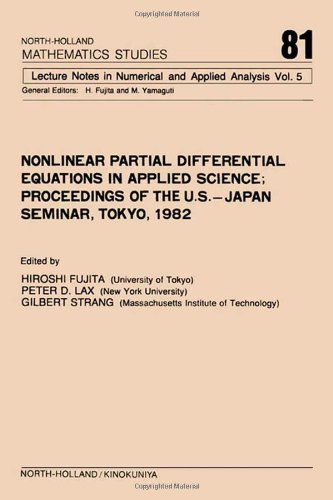 NORTH-HOLLAND
MATHEMATICS STUDIES
81
Lecture Notes in Numerical and Applied Analysis Vol. 5
General Editors: H. Fujita and M. Yamaguti
NONLINEAR PARTIAL DIFFERENTIAL
EQUATIONS IN APPLIED SCIENCE;
PROCEEDINGS OF THE U.S.–JAPAN
SEMINAR, TOKYO, 1982
Edited by
HIROSHI FUJITA (University of Tokyo)
PETER D. LAX (New York University)
GILBERT STRANG (Massachusetts Institute of Technology)
NORTH-HOLLAND/KINOKUNIYA